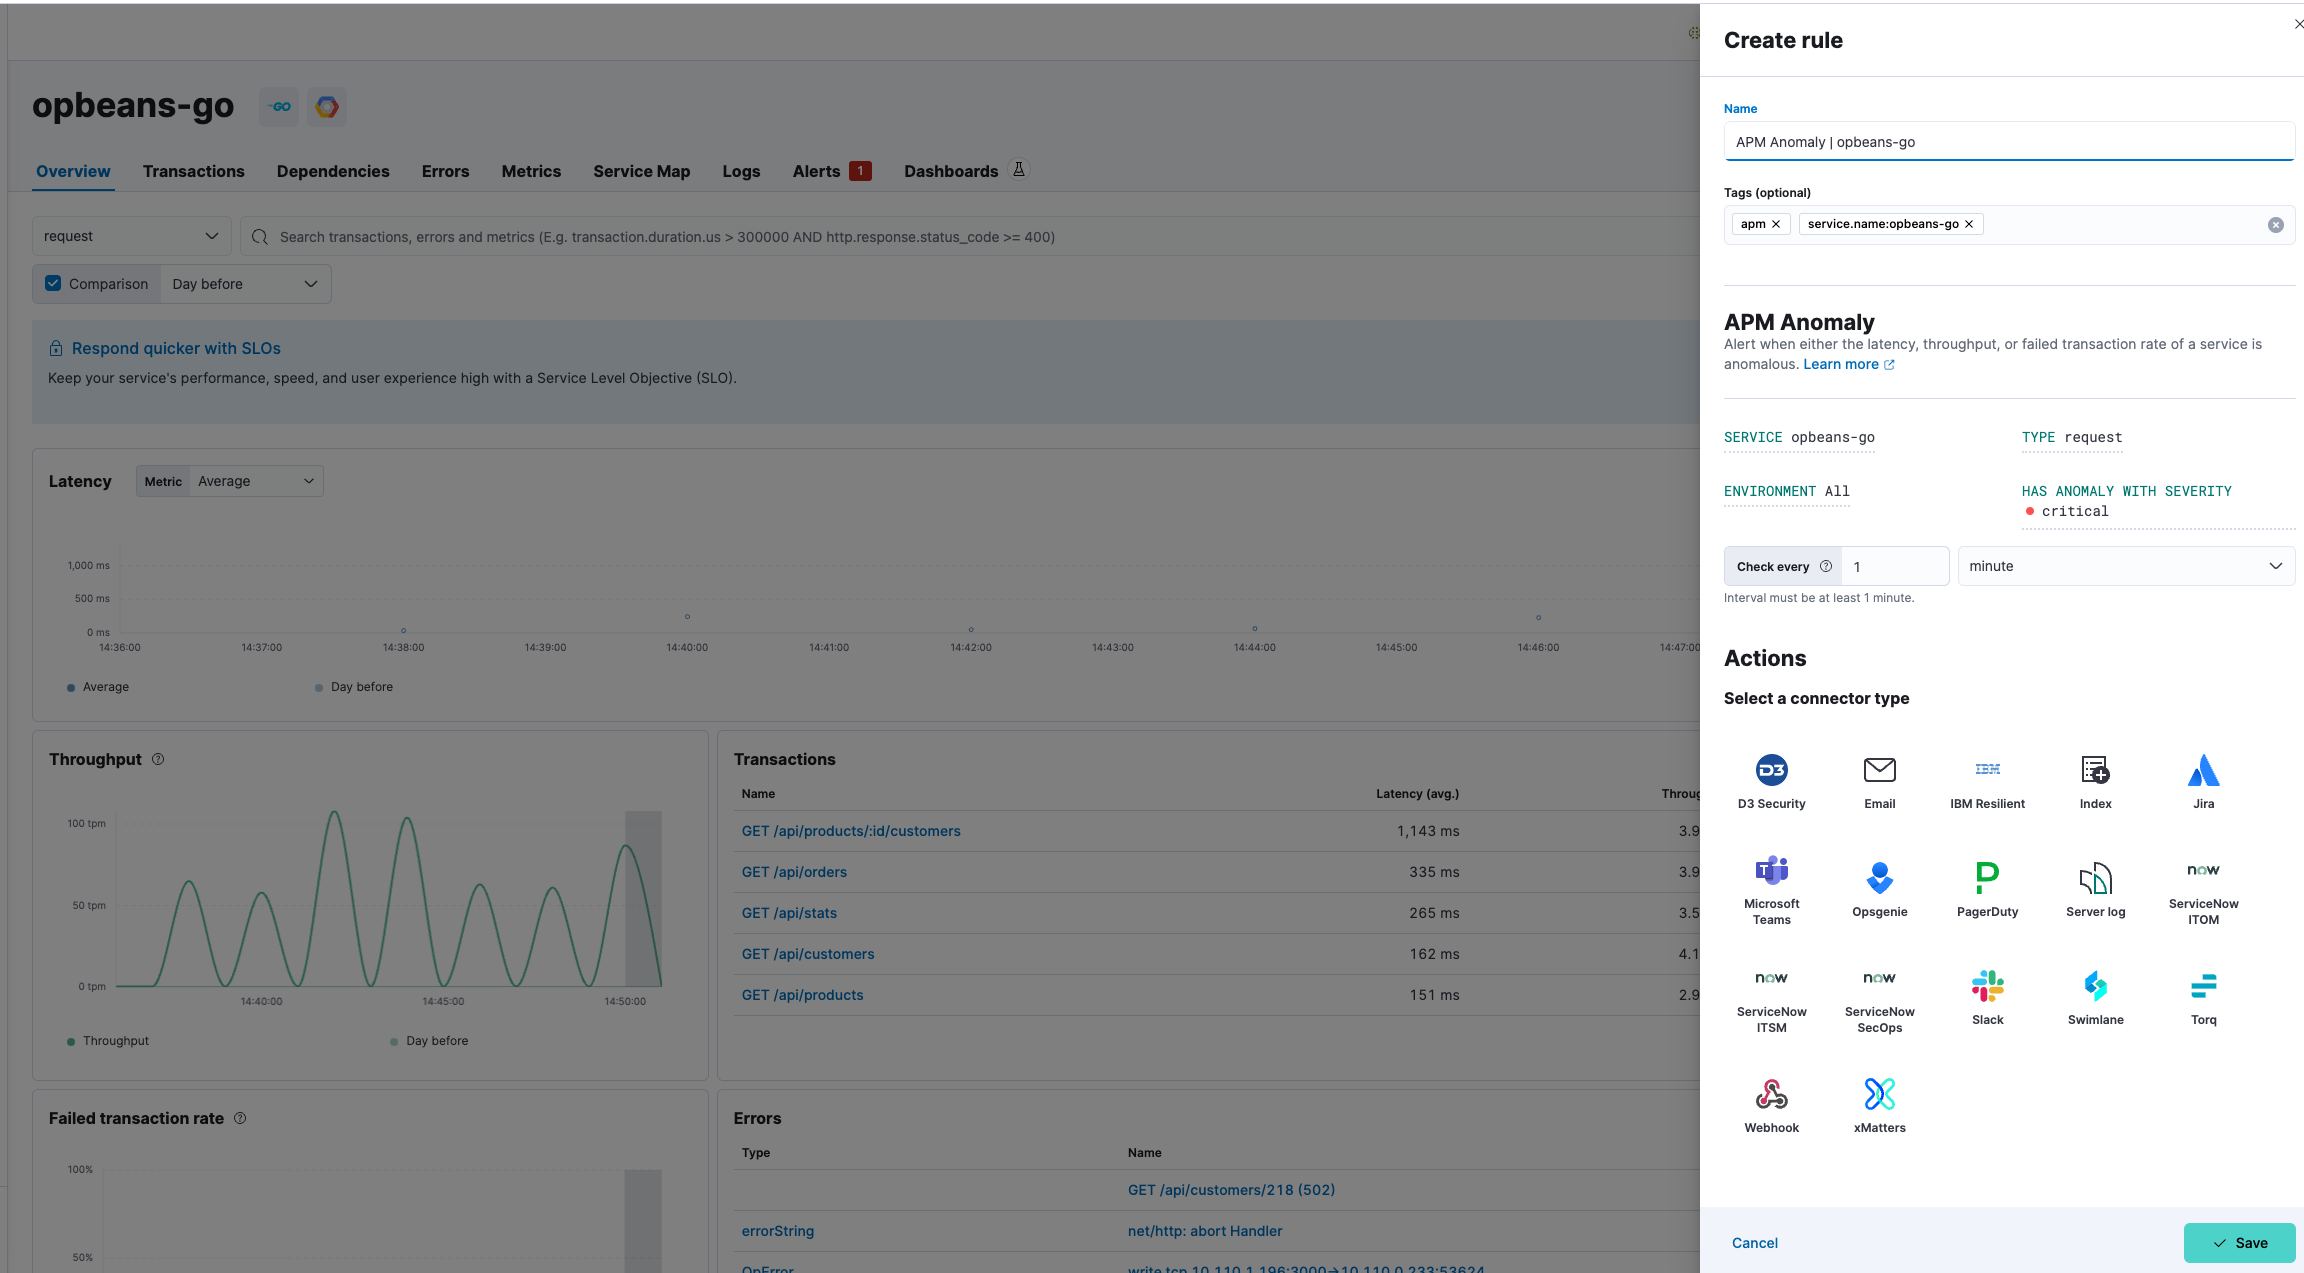 opbeans-go
GO
Overview Transactions Dependencies Errors Metrics Service Map Logs Alerts 1 Dashboards
request
Search transactions, errors and metrics (E.g. transaction.duration.us > 300000 AND http.response.status_code >= 400)
Comparison Day before
Respond quicker with SLOs
Keep your service's performance, speed, and user experience high with a Service Level Objective (SLO).
Latency Metric Average
1,000 ms
500 ms
0 ms
14:36:00 14:37:00 14:38:00 14:39:00 14:40:00 14:41:00 14:42:00 14:43:00 14:44:00 14:45:00 14:46:00 14:47:00
Average Day before
Throughput
100 tpm
50 tpm
0 tpm
14:40:00 14:45:00 14:50:00
Throughput Day before
Transactions
Name Latency (avg.) Throug
GET /api/products/:id/customers 1,143 ms 3.9
GET /api/orders 335 ms 3.9
GET /api/stats 265 ms 3.5
GET /api/customers 162 ms 4.1
GET /api/products 151 ms 2.9
Failed transaction rate
100%
50%
Errors
Type Name
GET /api/customers/218 (502)
errorString net/http: abort Handler
OpError write tcp 10.110.1.196:3000→10.110.0.233:53624
Create rule
Name
APM Anomaly | opbeans-go
Tags (optional)
apm service.name:opbeans-go
APM Anomaly
Alert when either the latency, throughput, or failed transaction rate of a service is
anomalous. Learn more
SERVICE opbeans-go TYPE request
ENVIRONMENT All HAS ANOMALY WITH SEVERITY
critical
Check every 1 minute
Interval must be at least 1 minute.
Actions
Select a connector type
D3
IBM
D3 Security Email IBM Resilient Index Jira
T
now
Microsoft
Teams
Opsgenie PagerDuty Server log
ServiceNow
ITOM
now now
ServiceNow
ITSM
ServiceNow
SecOps
Slack Swimlane Torq
Webhook xMatters
Cancel Save